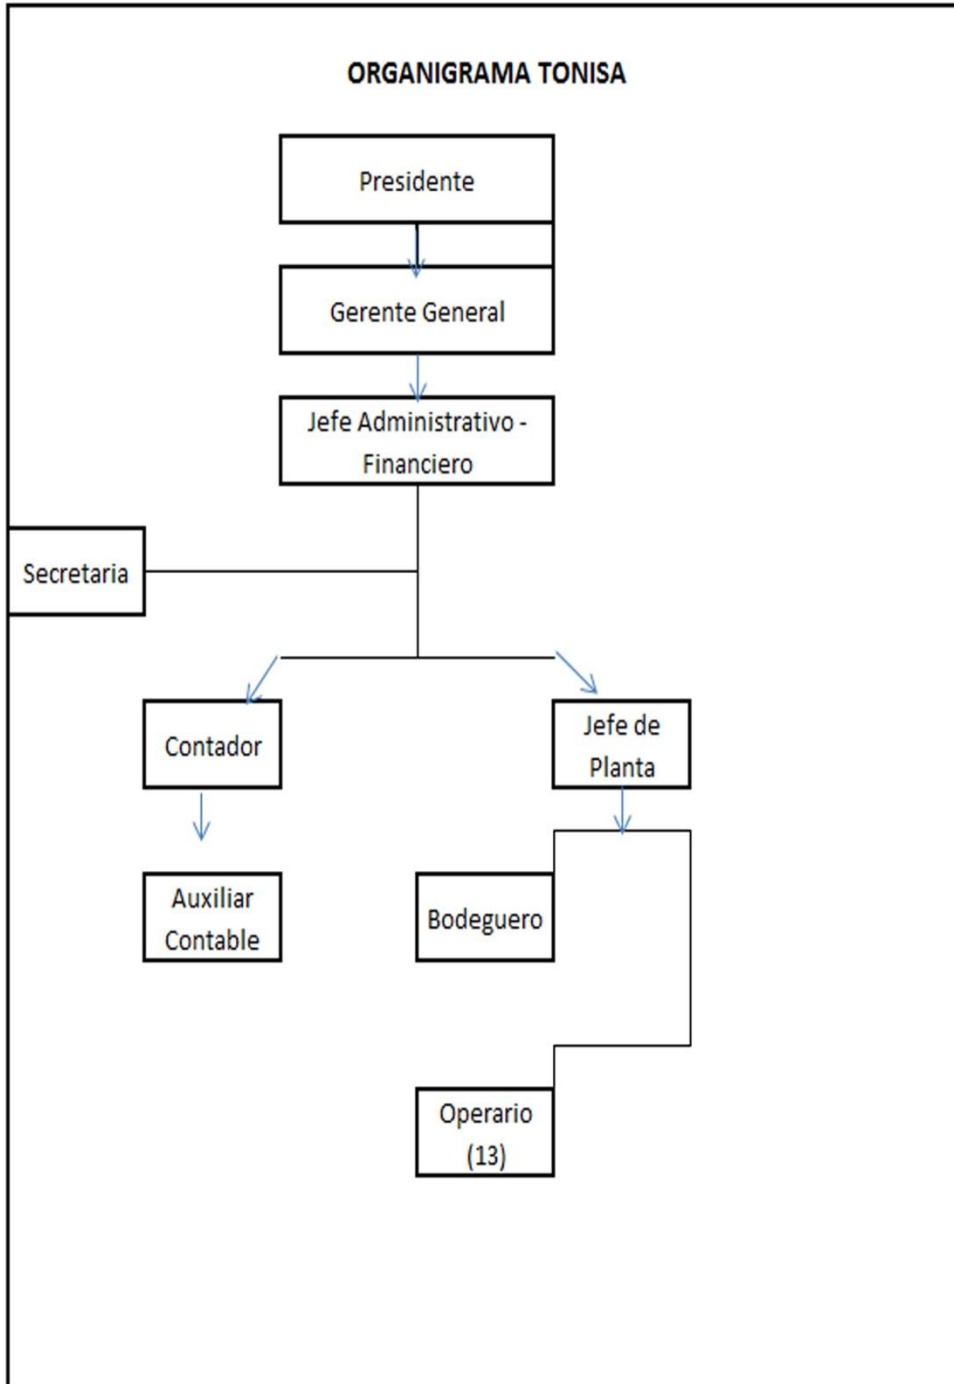 ORGANIGRAMA TONISA
Presidente
Gerente General
Jefe Administrativo -
Financiero
Secretaria
Contador
Jefe de
Planta
Auxiliar
Contable
Bodeguero
Operario
(13)